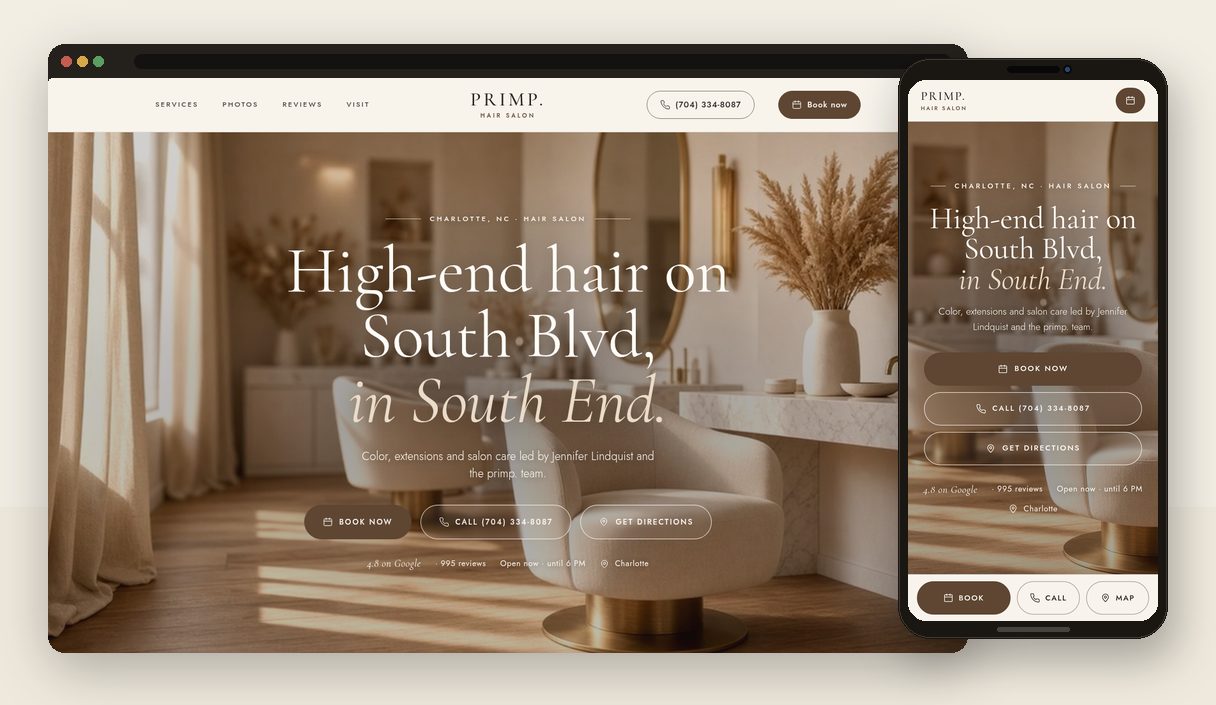 SERVICES
PHOTOS
REVIEWS
VISIT
PRIMP.
HAIR SALON
(704) 334-8087
Book now
CHARLOTTE, NC · HAIR SALON
High-end hair on
South Blvd,
in South End.
Color, extensions and salon care led by Jennifer Lindquist and
the primp. team.
BOOK NOW
CALL (704) 334-8087
GET DIRECTIONS
4.8 on Google · 995 reviews Open now · until 6 PM Charlotte
PRIMP.
HAIR SALON
CHARLOTTE, NC · HAIR SALON
High-end hair on
South Blvd,
in South End.
Color, extensions and salon care led by Jennifer
Lindquist and the primp. team.
BOOK NOW
CALL (704) 334-8087
GET DIRECTIONS
4.8 on Google · 995 reviews Open now · until 6 PM
Charlotte
BOOK
CALL
MAP